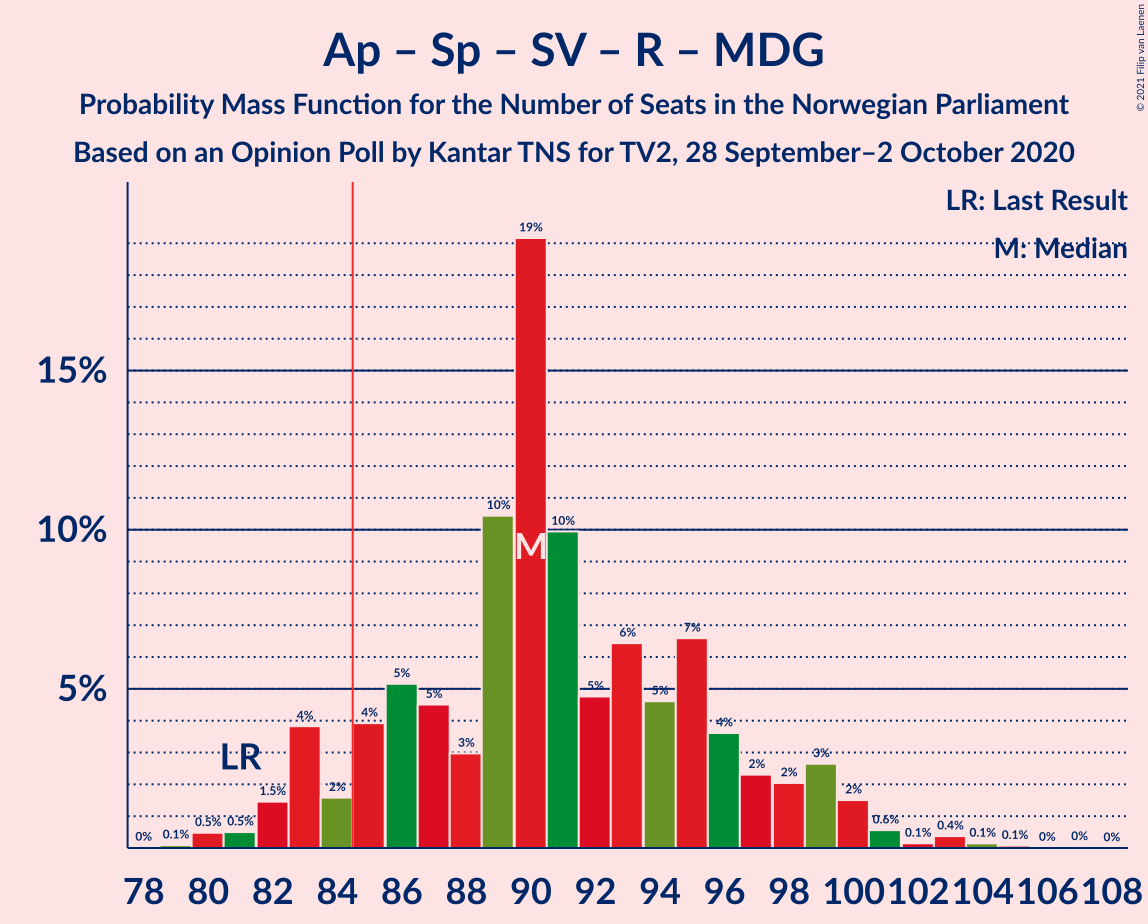 Ap – Sp – SV – R – MDG
Probability Mass Function for the Number of Seats in the Norwegian Parliament
Based on an Opinion Poll by Kantar TNS for TV2, 28 September–2 October 2020
© 2021 Filip van Laenen
LR: Last Result
M: Median
15%
10%
5%
LR
M
0% 0.1% 0.5% 0.5% 1.5% 4% 2% 4% 5% 5% 3% 10% 19% 10% 5% 6% 5% 7% 4% 2% 2% 3% 2% 0.6% 0.1% 0.4% 0.1% 0.1% 0% 0% 0%
78 80 82 84 86 88 90 92 94 96 98 100 102 104 106 108